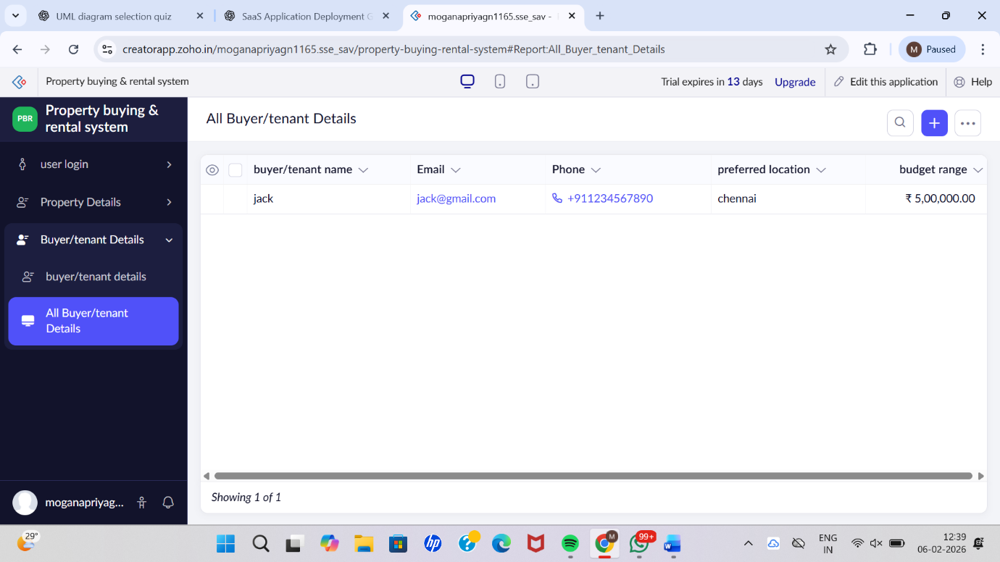 UML diagram selection quiz
SaaS Application Deployment G
moganapriyagn1165.sse_sav -
creatorapp.zoho.in/moganapriyagn1165.sse_sav/property-buying-rental-system#Report:All_Buyer_tenant_Details
M Paused
Property buying & rental system
Trial expires in 13 days Upgrade
Edit this application
Help
PBR
Property buying &
rental system
user login
Property Details
Buyer/tenant Details
buyer/tenant details
All Buyer/tenant
Details
moganapriyag...
All Buyer/tenant Details
buyer/tenant name Email Phone preferred location budget range
jack jack@gmail.com +911234567890 chennai ₹ 5,00,000.00
Showing 1 of 1
29°
hp
M
99+
W
ENG
IN
12:39
06-02-2026